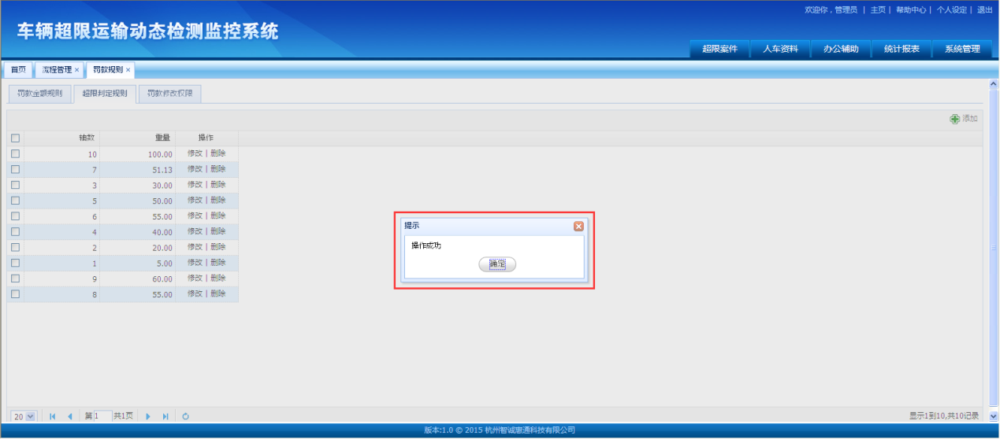 欢迎你，管理员 | 主页 | 帮助中心 | 个人设定 | 退出
车辆超限运输动态检测监控系统
超限案件 人车资料 办公辅助 统计报表 系统管理
首页 流程管理 × 罚款规则 ×
罚款金额规则 超限判定规则 罚款修改权限
添加
轴数 重量 操作
10 100.00 修改 | 删除
7 51.13 修改 | 删除
3 30.00 修改 | 删除
5 50.00 修改 | 删除
6 55.00 修改 | 删除
4 40.00 修改 | 删除
2 20.00 修改 | 删除
1 5.00 修改 | 删除
9 60.00 修改 | 删除
8 55.00 修改 | 删除
提示
操作成功
确定
20 第 1 共1页 显示1到10,共10记录
版本:1.0 © 2015 杭州智诚惠通科技有限公司